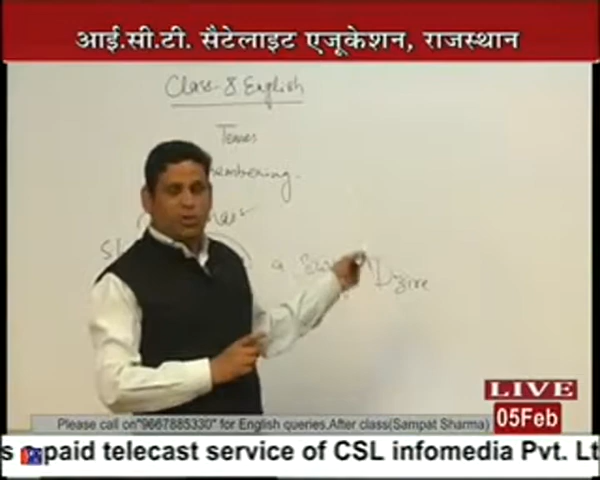 आई.सी.टी. सैटेलाइट एजूकेशन, राजस्थान
Class-8 English
Tenses
a Dzire
LIVE
05Feb
Please call on"9667885330" for English queries.After class(Sampat Sharma)
paid telecast service of CSL infomedia Pvt. Lt